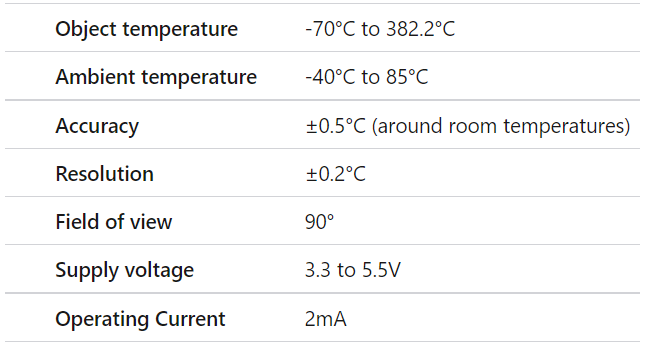 Object temperature -70°C to 382.2°C
Ambient temperature -40°C to 85°C
Accuracy ±0.5°C (around room temperatures)
Resolution ±0.2°C
Field of view 90°
Supply voltage 3.3 to 5.5V
Operating Current 2mA